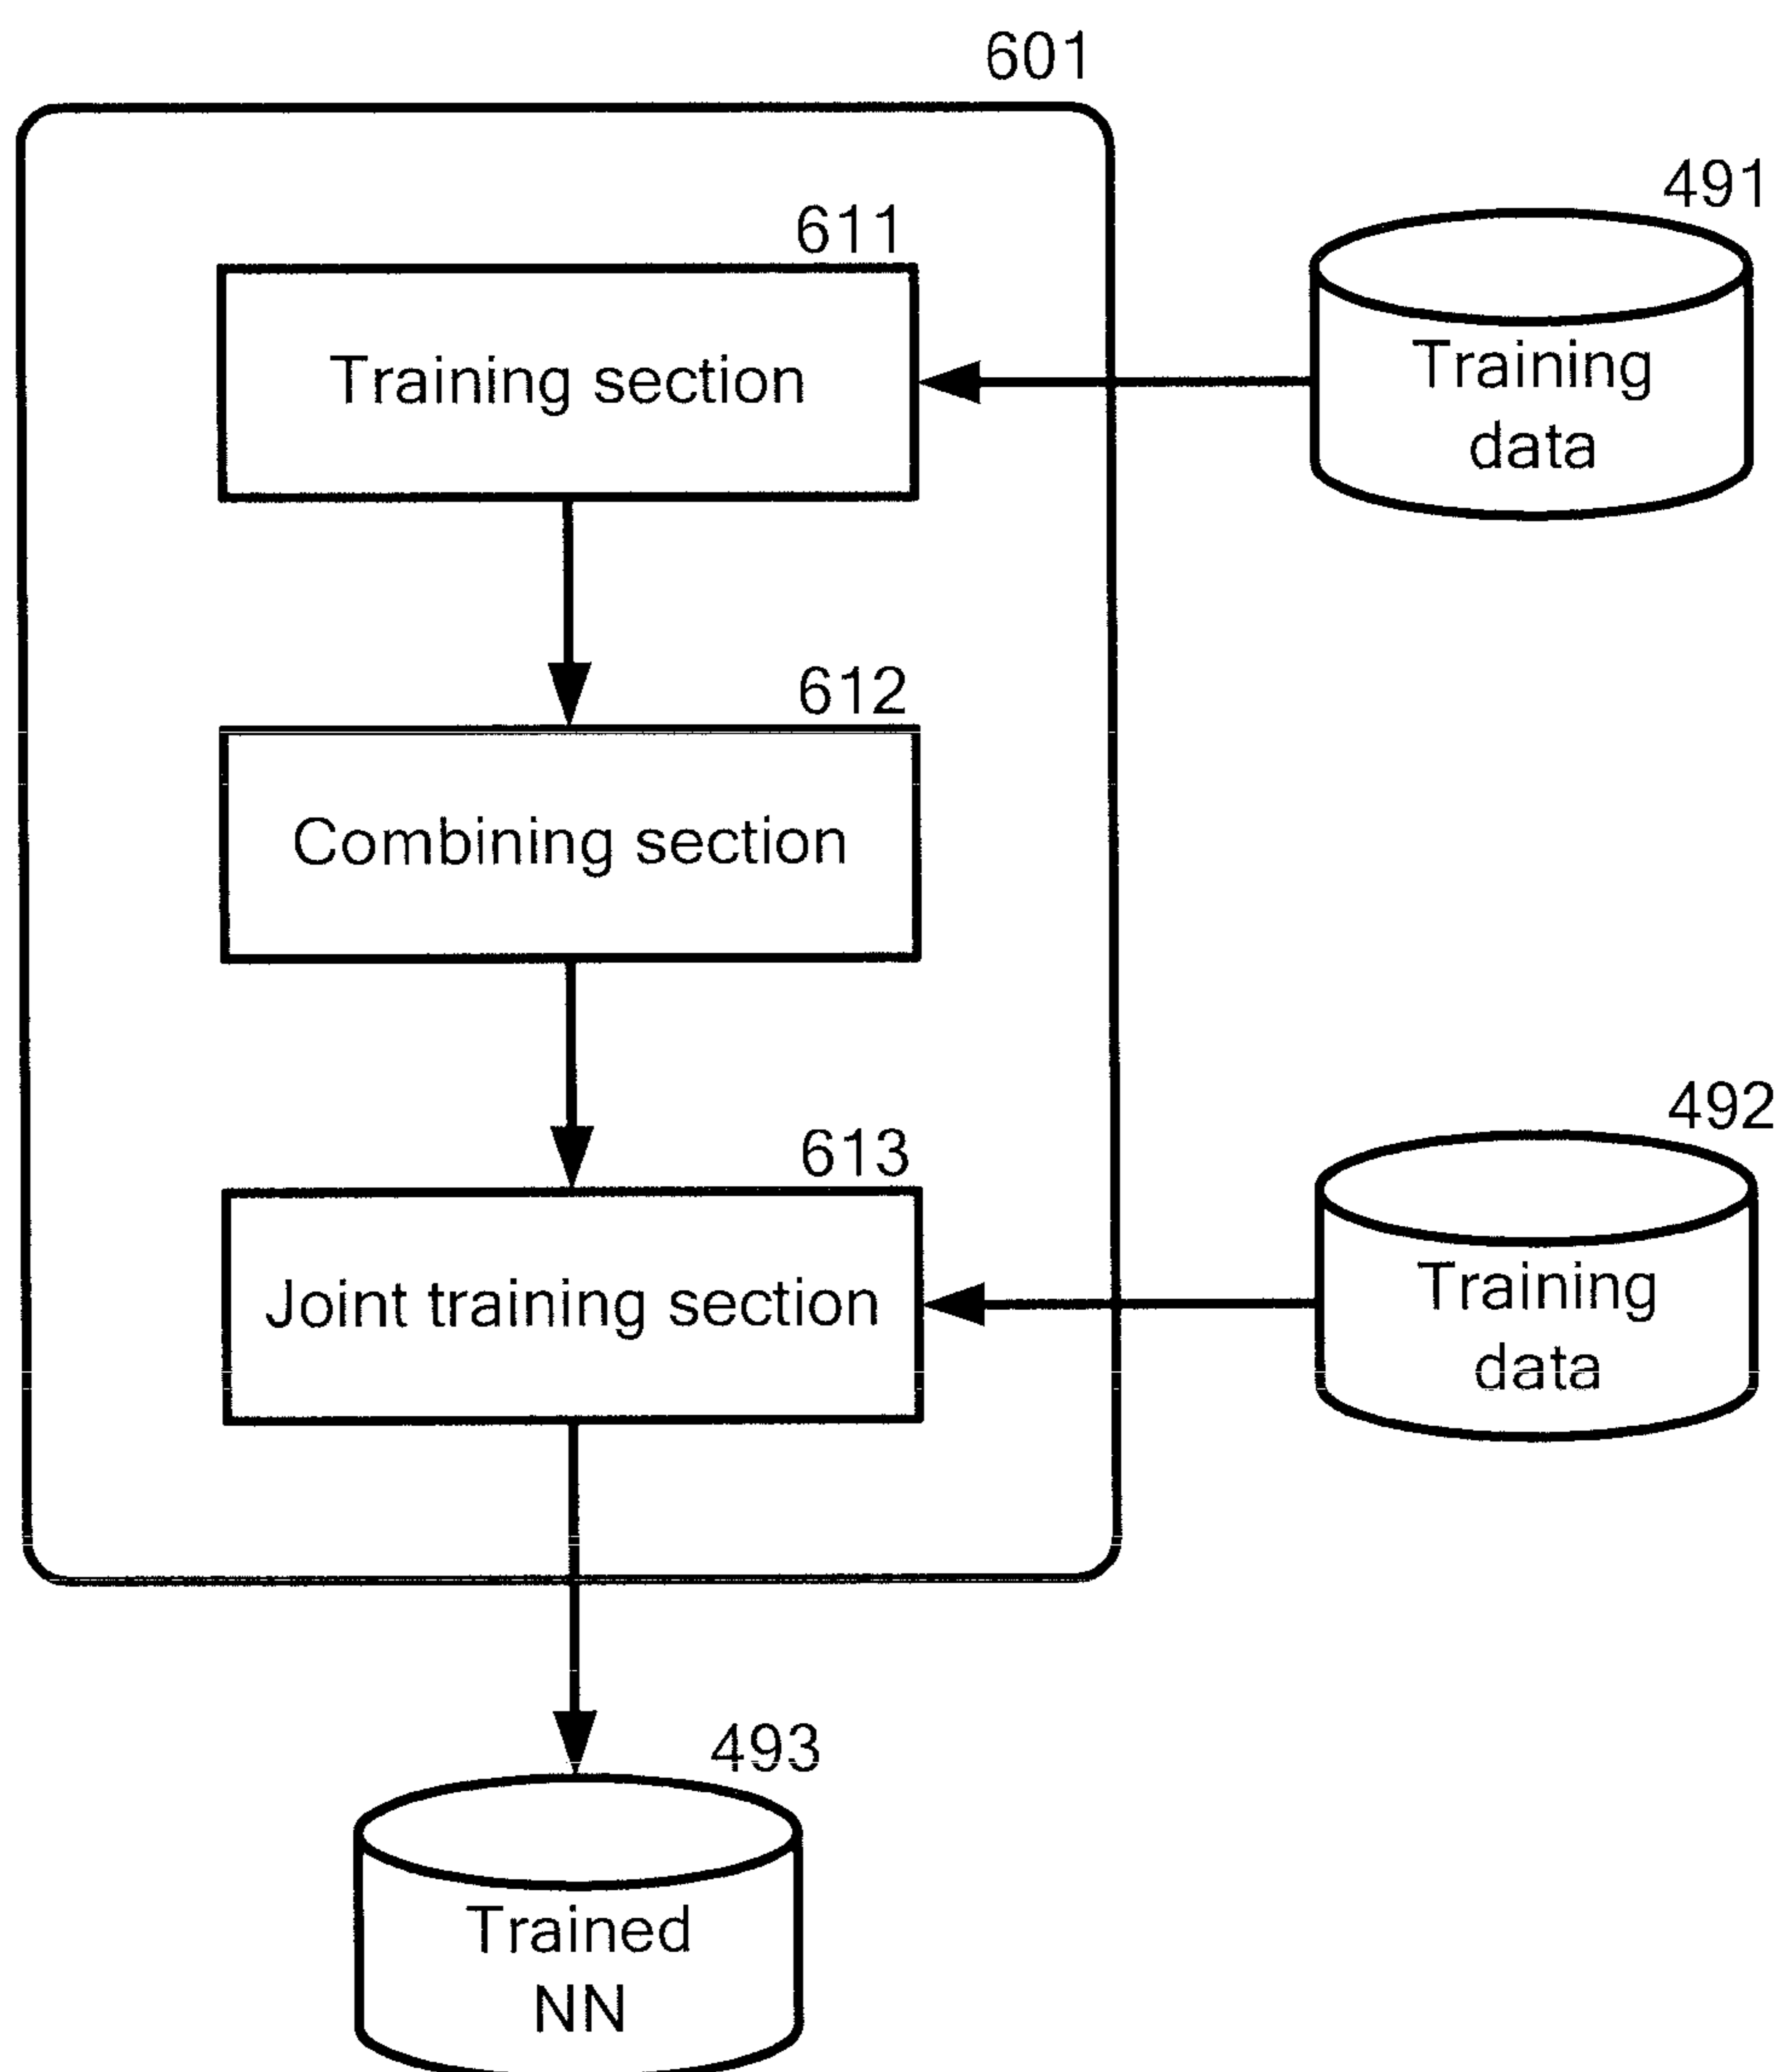 601
491
611
Training section
Training
data
612
Combining section
492
613
Joint training section
Training
data
493
Trained
NN